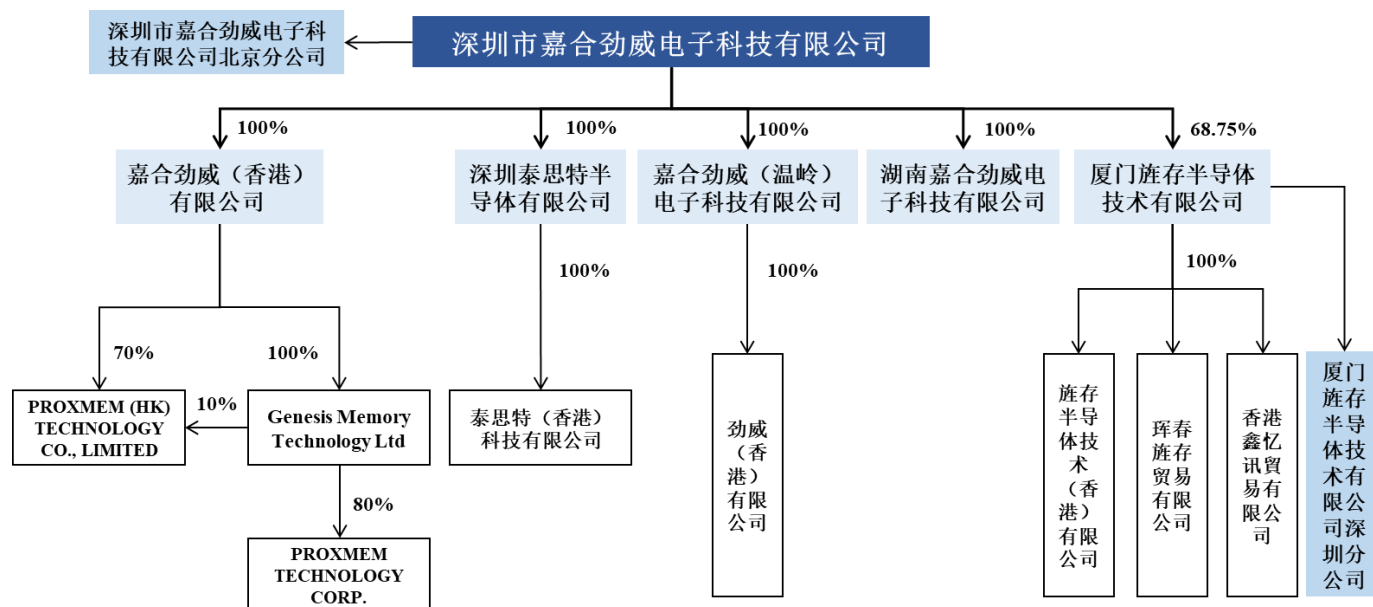 深圳市嘉合劲威电子科
技有限公司北京分公司
深圳市嘉合劲威电子科技有限公司
100%
100%
100%
100%
68.75%
嘉合劲威（香港）
有限公司
深圳泰思特半
导体有限公司
嘉合劲威（温岭）
电子科技有限公司
湖南嘉合劲威电
子科技有限公司
厦门旌存半导体
技术有限公司
100%
100%
100%
70%
100%
PROXMEM (HK)
TECHNOLOGY
CO., LIMITED
10%
Genesis Memory
Technology Ltd
泰思特（香港）
科技有限公司
劲威
（香
港）
有限
公司
旌存
半导
体技
术
（香
港）
有限
公司
珲春
旌存
贸易
有限
公司
香港
鑫忆
讯貿
易有
限公
司
厦门
旌存
半导
体技
术有
限公
司深
圳分
公司
80%
PROXMEM
TECHNOLOGY
CORP.